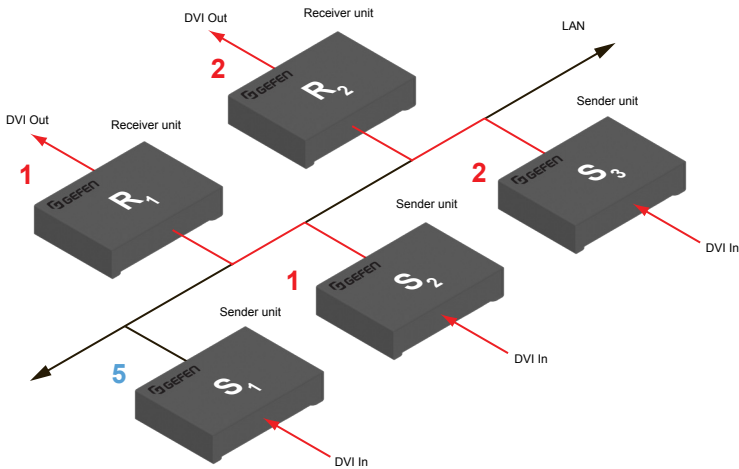 DVI Out
Receiver unit
2
GEFEN
R2
LAN
DVI Out
Receiver unit
1
GEFEN
R1
Sender unit
2
GEFEN
S3
DVI In
Sender unit
1
GEFEN
S2
DVI In
Sender unit
5
GEFEN
S1
DVI In